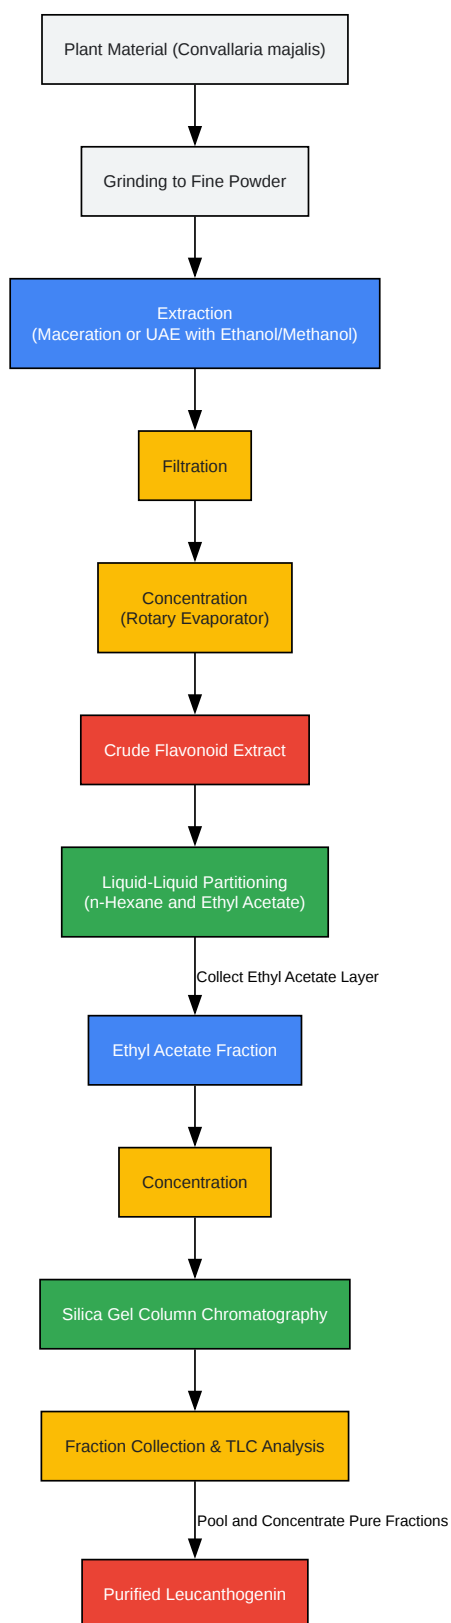 Plant Material (Convallaria majalis)
Grinding to Fine Powder
Extraction
(Maceration or UAE with Ethanol/Methanol)
Filtration
Concentration
(Rotary Evaporator)
Crude Flavonoid Extract
Liquid-Liquid Partitioning
(n-Hexane and Ethyl Acetate)
Collect Ethyl Acetate Layer
Ethyl Acetate Fraction
Concentration
Silica Gel Column Chromatography
Fraction Collection & TLC Analysis
Pool and Concentrate Pure Fractions
Purified Leucanthogenin